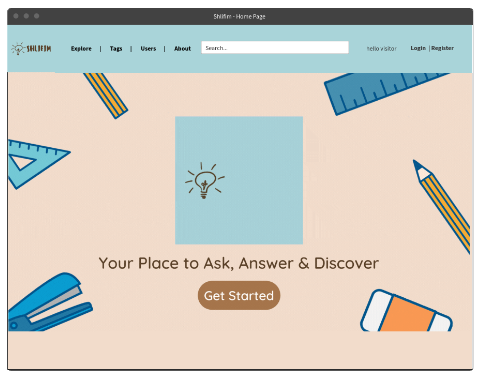 Shlifim - Home Page
SHLIFIM
Explore | Tags | Users | About
Search...
hello visitor
Login | Register
Your Place to Ask, Answer & Discover
Get Started